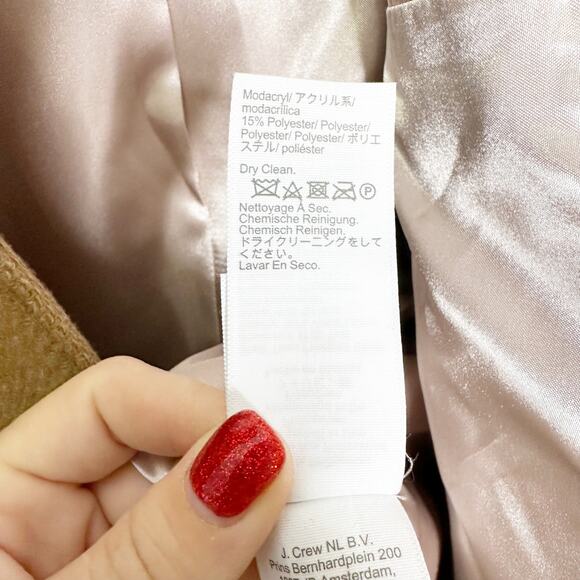 Modacryl/ アクリル系/
modacrílica
15% Polyester/ Polyester/
Polyester/ Polyester/ ポリエ
ステル/ poliéster
Dry Clean.
P
Nettoyage À Sec.
Chemische Reinigung.
Chemisch Reinigen.
ドライクリーニングをして
ください。
Lavar En Seco.
J. Crew NL B.V.
Prins Bernhardplein 200
Amsterdam,